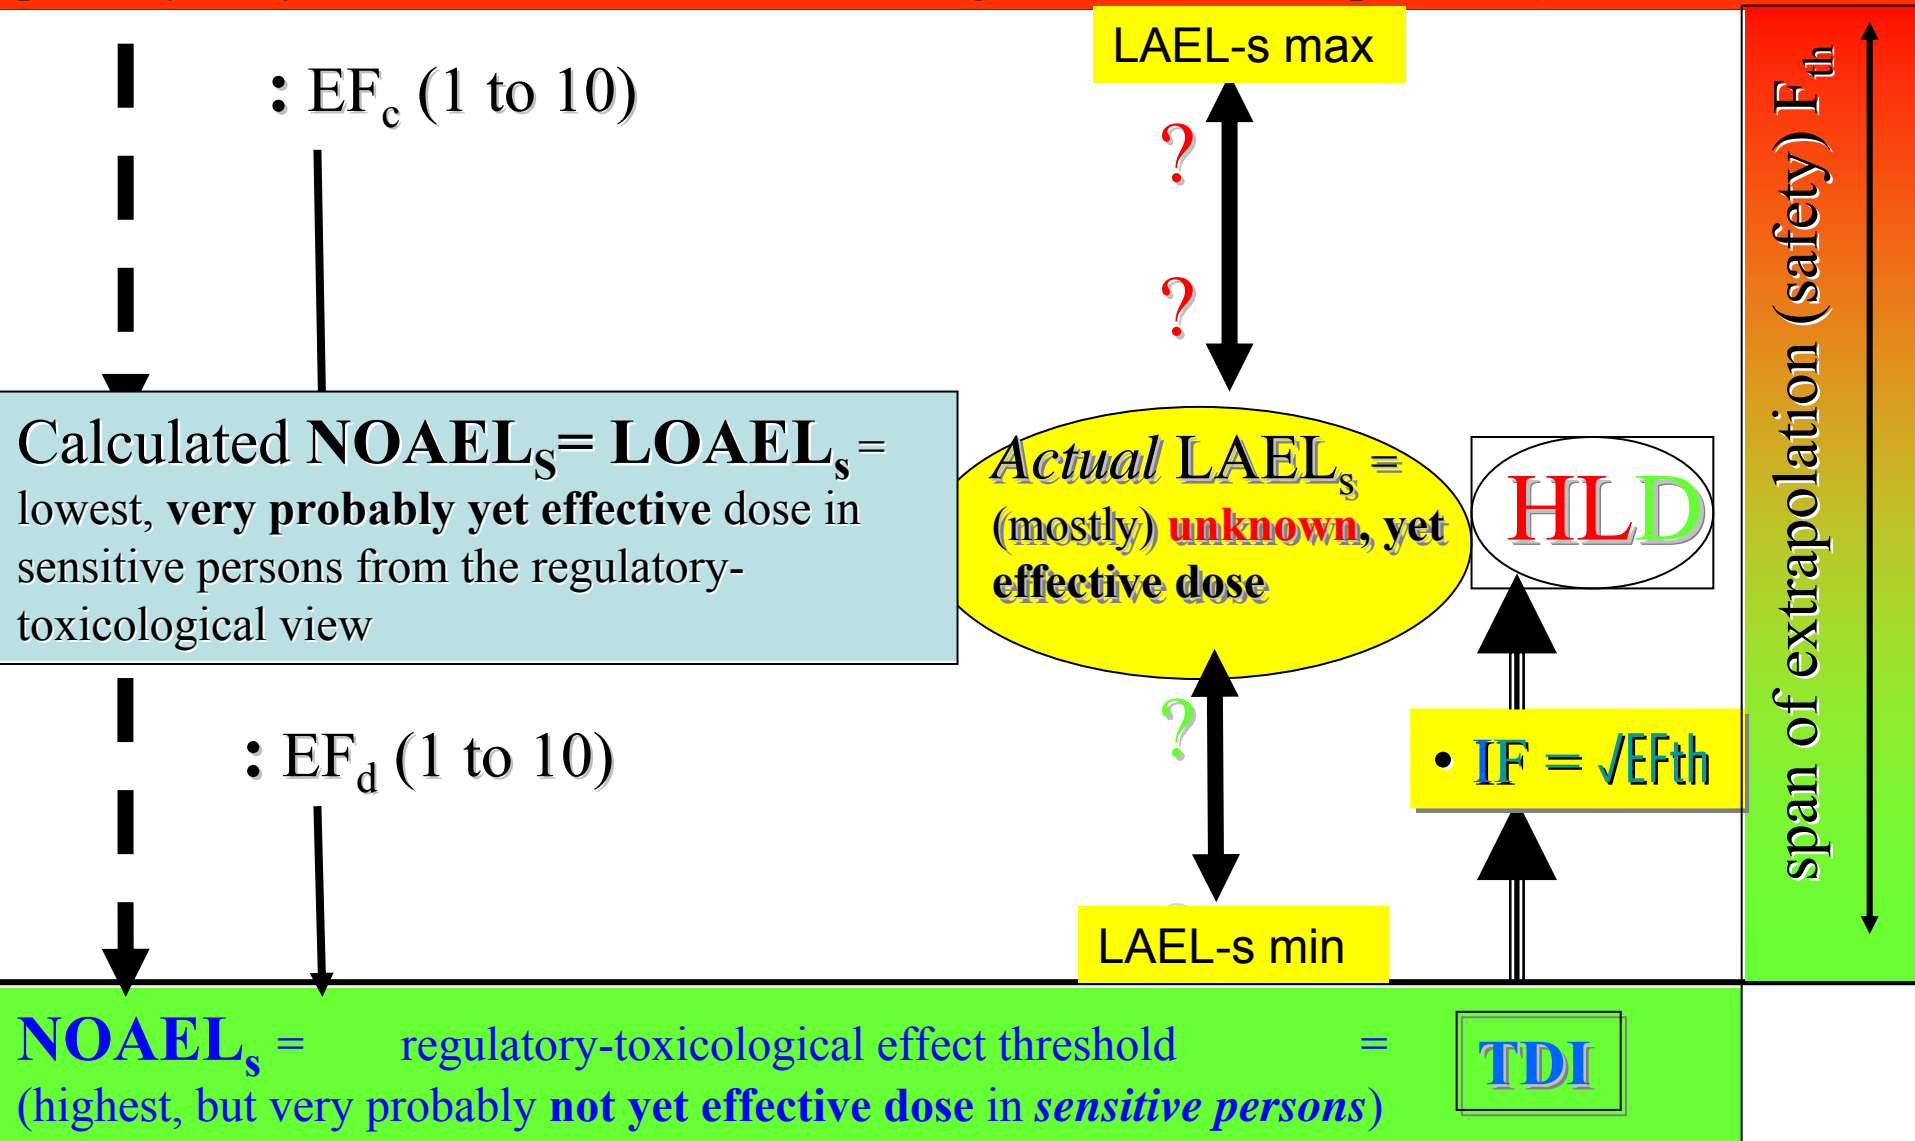 : EFc (1 to 10)
LAEL-s max
?
?
span of extrapolation (safety) Fth
Calculated NOAELS= LOAELs =
lowest, very probably yet effective dose in
sensitive persons from the regulatory-
toxicological view
Actual LAELs =
(mostly) unknown, yet
effective dose
HLD
: EFd (1 to 10)
?
• IF = √EFth
LAEL-s min
NOAELs = regulatory-toxicological effect threshold =
(highest, but very probably not yet effective dose in sensitive persons)
TDI